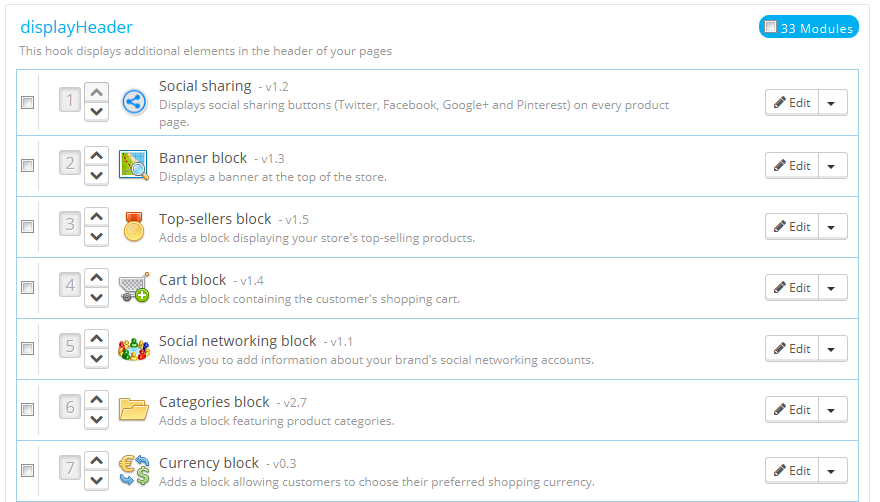 displayHeader
33 Modules
This hook displays additional elements in the header of your pages
1
Social sharing - v1.2
Displays social sharing buttons (Twitter, Facebook, Google+ and Pinterest) on every product
page.
Edit
2
Banner block - v1.3
Displays a banner at the top of the store.
Edit
3
Top-sellers block - v1.5
Adds a block displaying your store's top-selling products.
Edit
4
Cart block - v1.4
Adds a block containing the customer's shopping cart.
Edit
5
Social networking block - v1.1
Allows you to add information about your brand's social networking accounts.
Edit
6
Categories block - v2.7
Adds a block featuring product categories.
Edit
7
Currency block - v0.3
Adds a block allowing customers to choose their preferred shopping currency.
Edit